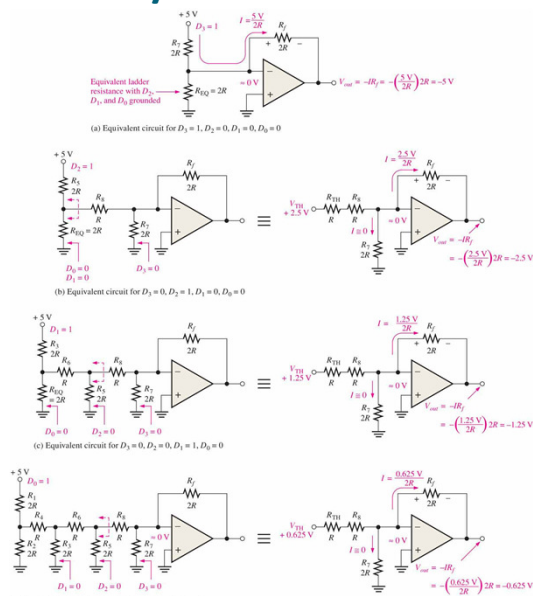 + 5 V
D3 = 1
I = 5 V / 2R
Rf
R7
2R
+ 2R −
Equivalent ladder
resistance with D2,
D1, and D0 grounded
REQ = 2R
≈ 0 V
−
+
Vout = −IRf = −(5 V / 2R) 2R = −5 V
(a) Equivalent circuit for D3 = 1, D2 = 0, D1 = 0, D0 = 0
+ 5 V
D2 = 1
R5
2R
R8
R
REQ = 2R
R7
2R
Rf
2R
−
+
D0 = 0
D1 = 0
D3 = 0
≡
VTH
+ 2.5 V
RTH
R
R8
R
I ≅ 0
R7
2R
I = 2.5 V / 2R
Rf
+ 2R −
≈ 0 V
−
+
Vout = −IRf
= −(2.5 V / 2R) 2R = −2.5 V
(b) Equivalent circuit for D3 = 0, D2 = 1, D1 = 0, D0 = 0
+ 5 V
D1 = 1
R3
2R
R6
R
R8
R
REQ
= 2R
R5
2R
R7
2R
Rf
2R
−
+
D0 = 0
D2 = 0
D3 = 0
≡
VTH
+ 1.25 V
RTH
R
R8
R
I ≅ 0
R7
2R
I = 1.25 V / 2R
Rf
+ 2R −
≈ 0 V
−
+
Vout = −IRf
= −(1.25 V / 2R) 2R = −1.25 V
(c) Equivalent circuit for D3 = 0, D2 = 0, D1 = 1, D0 = 0
+ 5 V
D0 = 1
R1
2R
R4
R
R6
R
R8
R
R2
2R
R3
2R
R5
2R
R7
2R
Rf
2R
≈ 0 V
−
+
D1 = 0
D2 = 0
D3 = 0
≡
VTH
+ 0.625 V
RTH
R
R8
R
I ≅ 0
R7
2R
I = 0.625 V / 2R
Rf
+ 2R −
≈ 0 V
−
+
Vout = −IRf
= −(0.625 V / 2R) 2R = −0.625 V